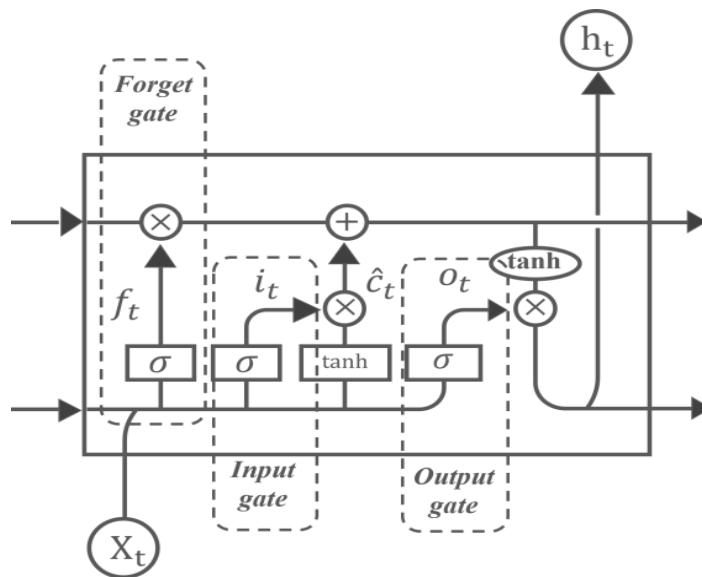 h_t
Forget
gate
×
+
f_t
i_t
ĉ_t
o_t
tanh
×
×
σ
σ
tanh
σ
Input
gate
Output
gate
X_t